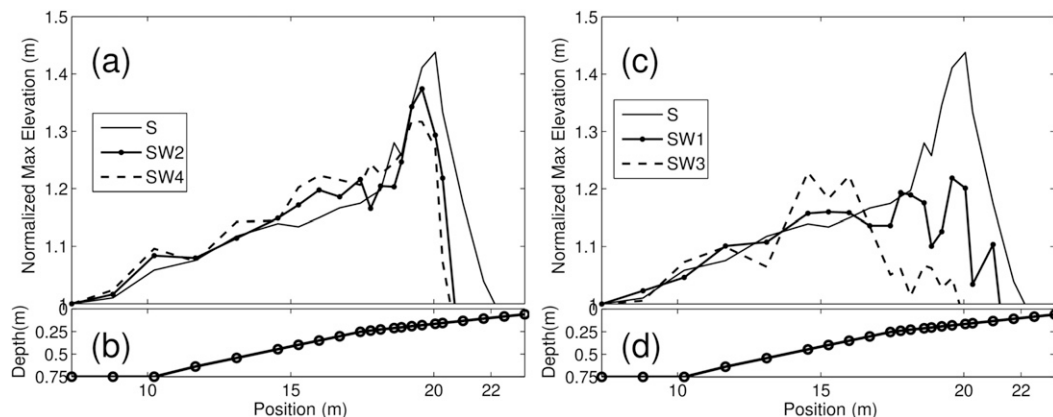 1.5
1.4
1.3
1.2
1.1
1
Normalized Max Elevation (m)
(a)
S
SW2
SW4
0
0.25
0.5
0.75
Depth(m)
(b)
10
15
20
22
Position (m)
1.5
1.4
1.3
1.2
1.1
1
Normalized Max Elevation (m)
(c)
S
SW1
SW3
0
0.25
0.5
0.75
Depth(m)
(d)
10
15
20
22
Position (m)